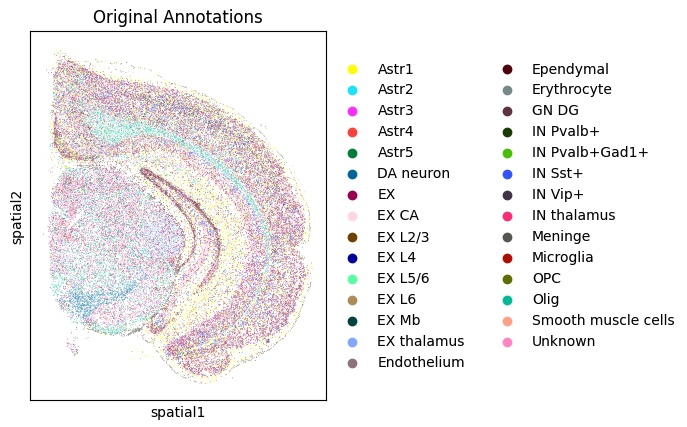 Original Annotations
spatial2
spatial1
Astr1
Astr2
Astr3
Astr4
Astr5
DA neuron
EX
EX CA
EX L2/3
EX L4
EX L5/6
EX L6
EX Mb
EX thalamus
Endothelium
Ependymal
Erythrocyte
GN DG
IN Pvalb+
IN Pvalb+Gad1+
IN Sst+
IN Vip+
IN thalamus
Meninge
Microglia
OPC
Olig
Smooth muscle cells
Unknown